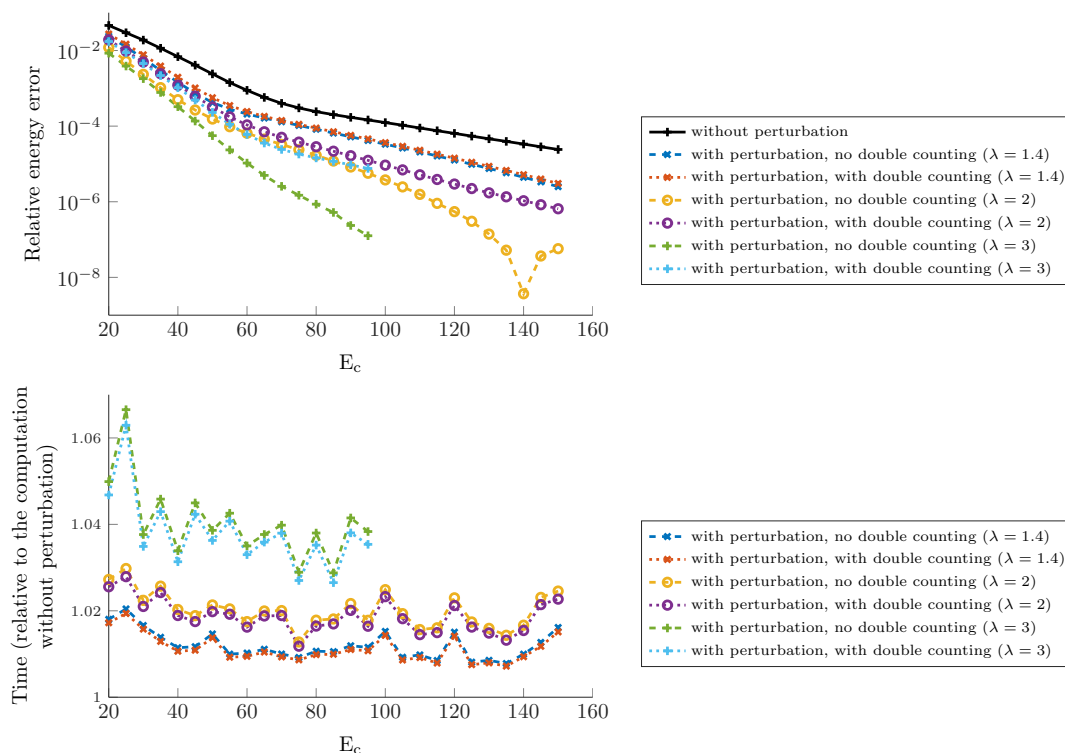 Relative energy error
10^{-2}
10^{-4}
10^{-6}
10^{-8}
20 40 60 80 100 120 140 160
E_c
without perturbation
with perturbation, no double counting (λ = 1.4)
with perturbation, with double counting (λ = 1.4)
with perturbation, no double counting (λ = 2)
with perturbation, with double counting (λ = 2)
with perturbation, no double counting (λ = 3)
with perturbation, with double counting (λ = 3)
Time (relative to the computation
without perturbation)
1.06
1.04
1.02
1
20 40 60 80 100 120 140 160
E_c
with perturbation, no double counting (λ = 1.4)
with perturbation, with double counting (λ = 1.4)
with perturbation, no double counting (λ = 2)
with perturbation, with double counting (λ = 2)
with perturbation, no double counting (λ = 3)
with perturbation, with double counting (λ = 3)